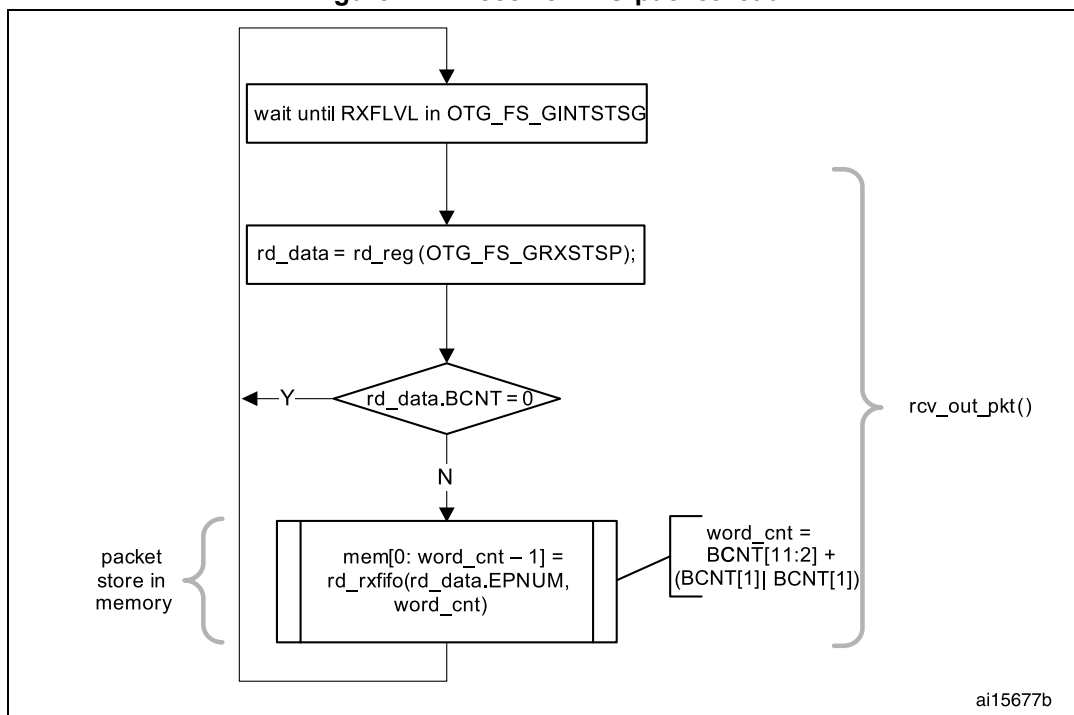 wait until RXFLVL in OTG_FS_GINTSTSG
rd_data = rd_reg (OTG_FS_GRXSTSP);
Y
rd_data.BCNT = 0
rcv_out_pkt()
N
packet
store in
memory
mem[0: word_cnt – 1] =
rd_rxfifo(rd_data.EPNUM,
word_cnt)
word_cnt =
BCNT[11:2] +
(BCNT[1] | BCNT[1])
ai15677b